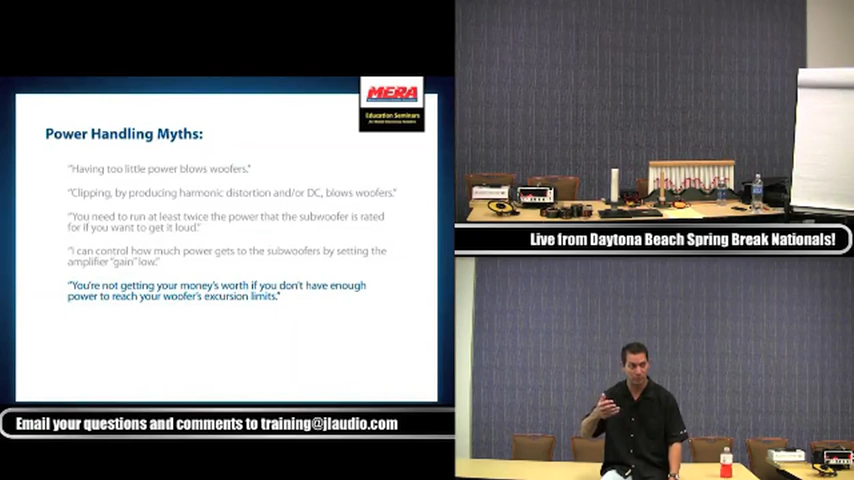 MERA
Education Seminars
Power Handling Myths:
"Having too little power blows woofers."
"Clipping, by producing harmonic distortion and/or DC, blows woofers."
"You need to run at least twice the power that the subwoofer is rated
for if you want to get it loud."
"I can control how much power gets to the subwoofers by setting the
amplifier "gain" low."
"You're not getting your money's worth if you don't have enough
power to reach your woofer's excursion limits."
Email your questions and comments to training@jlaudio.com
Live from Daytona Beach Spring Break Nationals!